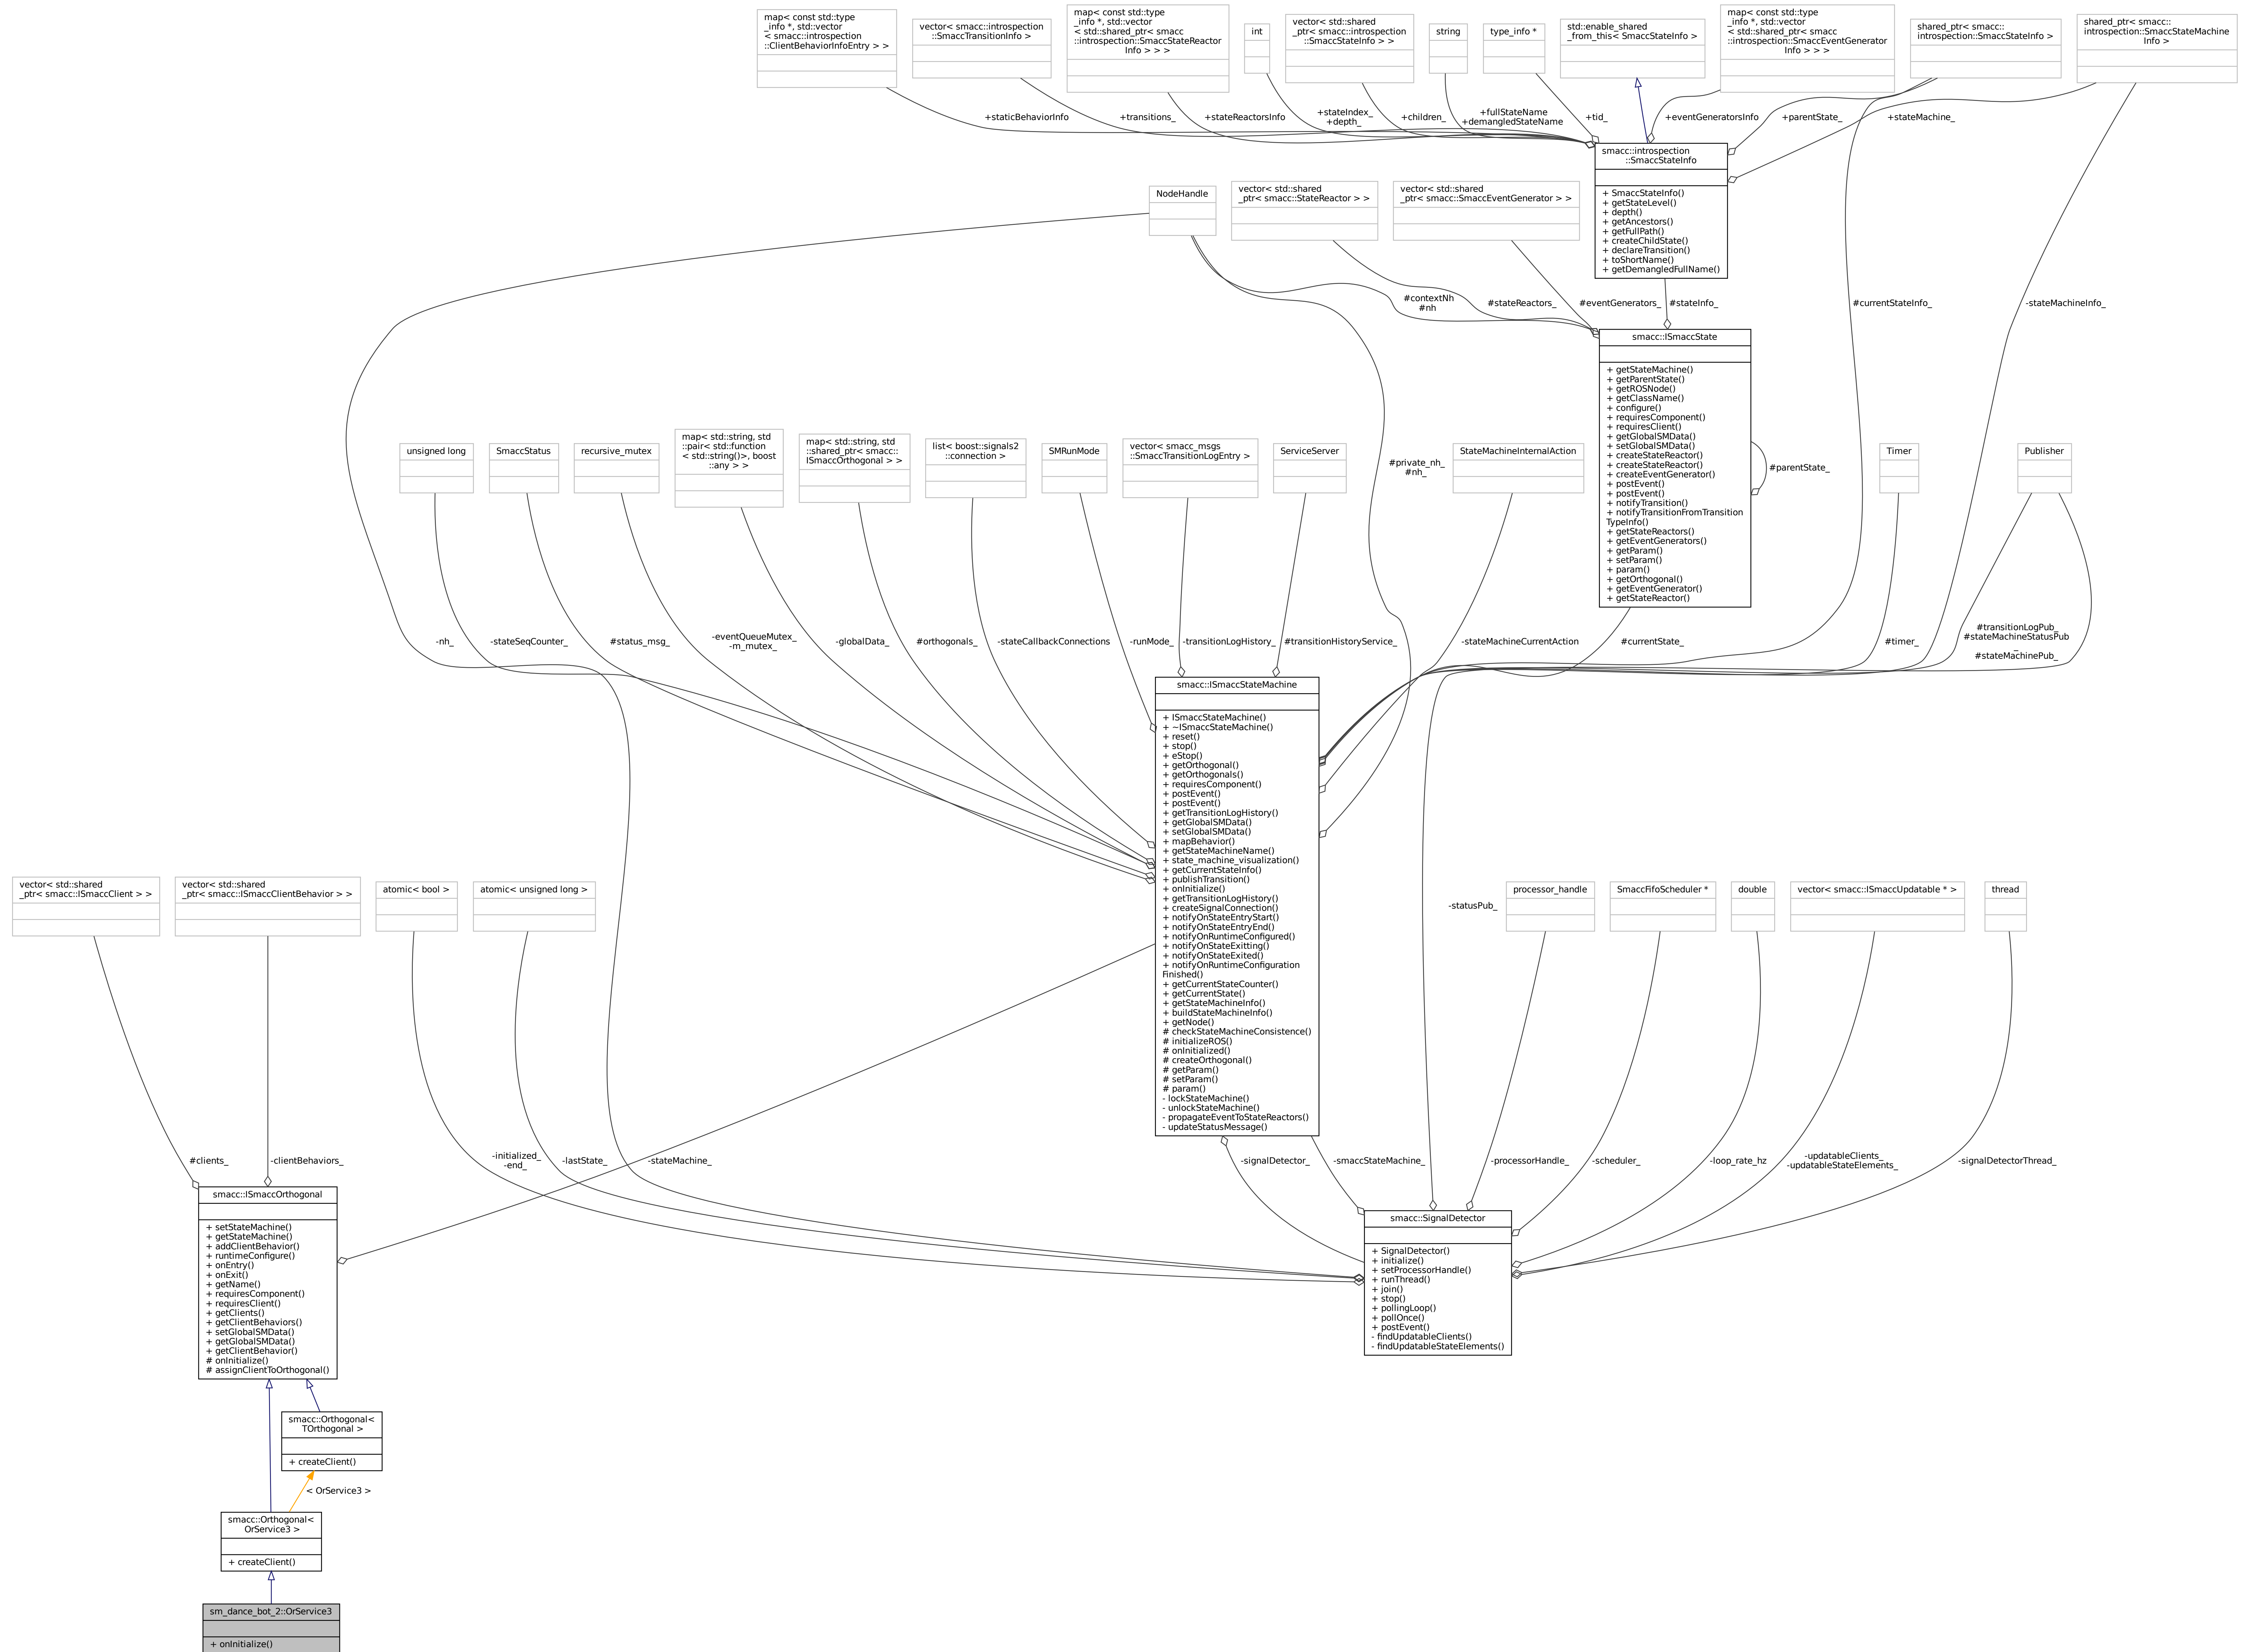 map< const std::type
_info *, std::vector
< smacc::introspection
::ClientBehaviorInfoEntry > >
vector< smacc::introspection
::SmaccTransitionInfo >
map< const std::type
_info *, std::vector
< std::shared_ptr< smacc
::introspection::SmaccStateReactor
Info > > >
int
vector< std::shared
_ptr< smacc::introspection
::SmaccStateInfo > >
string
type_info *
std::enable_shared
_from_this< SmaccStateInfo >
map< const std::type
_info *, std::vector
< std::shared_ptr< smacc
::introspection::SmaccEventGenerator
Info > > >
shared_ptr< smacc::
introspection::SmaccStateInfo >
shared_ptr< smacc::
introspection::SmaccStateMachine
Info >
+staticBehaviorInfo
+transitions_
+stateReactorsInfo
+stateIndex_
+depth_
+children_
+fullStateName
+demangledStateName
+tid_
+eventGeneratorsInfo
+parentState_
+stateMachine_
smacc::introspection
::SmaccStateInfo
+ SmaccStateInfo()
+ getStateLevel()
+ depth()
+ getAncestors()
+ getFullPath()
+ createChildState()
+ declareTransition()
+ toShortName()
+ getDemangledFullName()
NodeHandle
vector< std::shared
_ptr< smacc::StateReactor > >
vector< std::shared
_ptr< smacc::SmaccEventGenerator > >
#contextNh
#nh
#stateReactors_
#eventGenerators_
#stateInfo_
#currentStateInfo_
-stateMachineInfo_
smacc::ISmaccState
+ getStateMachine()
+ getParentState()
+ getROSNode()
+ getClassName()
+ configure()
+ requiresComponent()
+ requiresClient()
+ getGlobalSMData()
+ setGlobalSMData()
+ createStateReactor()
+ createStateReactor()
+ createEventGenerator()
+ postEvent()
+ postEvent()
+ notifyTransition()
+ notifyTransitionFromTransition
TypeInfo()
+ getStateReactors()
+ getEventGenerators()
+ getParam()
+ setParam()
+ param()
+ getOrthogonal()
+ getEventGenerator()
+ getStateReactor()
#parentState_
unsigned long
SmaccStatus
recursive_mutex
map< std::string, std
::pair< std::function
< std::string()>, boost
::any > >
map< std::string, std
::shared_ptr< smacc::
ISmaccOrthogonal > >
list< boost::signals2
::connection >
SMRunMode
vector< smacc_msgs
::SmaccTransitionLogEntry >
ServiceServer
#private_nh_
#nh_
StateMachineInternalAction
Timer
Publisher
-nh_
-stateSeqCounter_
#status_msg_
-eventQueueMutex_
-m_mutex_
-globalData_
#orthogonals_
-stateCallbackConnections
-runMode_
-transitionLogHistory_
#transitionHistoryService_
-stateMachineCurrentAction
#currentState_
#timer_
#transitionLogPub_
#stateMachineStatusPub
_
#stateMachinePub_
smacc::ISmaccStateMachine
+ ISmaccStateMachine()
+ ~ISmaccStateMachine()
+ reset()
+ stop()
+ eStop()
+ getOrthogonal()
+ getOrthogonals()
+ requiresComponent()
+ postEvent()
+ postEvent()
+ getTransitionLogHistory()
+ getGlobalSMData()
+ setGlobalSMData()
+ mapBehavior()
+ getStateMachineName()
+ state_machine_visualization()
+ getCurrentStateInfo()
+ publishTransition()
+ onInitialize()
+ getTransitionLogHistory()
+ createSignalConnection()
+ notifyOnStateEntryStart()
+ notifyOnStateEntryEnd()
+ notifyOnRuntimeConfigured()
+ notifyOnStateExitting()
+ notifyOnStateExited()
+ notifyOnRuntimeConfiguration
Finished()
+ getCurrentStateCounter()
+ getCurrentState()
+ getStateMachineInfo()
+ buildStateMachineInfo()
+ getNode()
# checkStateMachineConsistence()
# initializeROS()
# onInitialized()
# createOrthogonal()
# getParam()
# setParam()
# param()
- lockStateMachine()
- unlockStateMachine()
- propagateEventToStateReactors()
- updateStatusMessage()
vector< std::shared
_ptr< smacc::ISmaccClient > >
vector< std::shared
_ptr< smacc::ISmaccClientBehavior > >
atomic< bool >
atomic< unsigned long >
-statusPub_
processor_handle
SmaccFifoScheduler *
double
vector< smacc::ISmaccUpdatable * >
thread
#clients_
-clientBehaviors_
-initialized_
-end_
-lastState_
-stateMachine_
-signalDetector_
-smaccStateMachine_
-processorHandle_
-scheduler_
-loop_rate_hz
-updatableClients_
-updatableStateElements_
-signalDetectorThread_
smacc::ISmaccOrthogonal
+ setStateMachine()
+ getStateMachine()
+ addClientBehavior()
+ runtimeConfigure()
+ onEntry()
+ onExit()
+ getName()
+ requiresComponent()
+ requiresClient()
+ getClients()
+ getClientBehaviors()
+ setGlobalSMData()
+ getGlobalSMData()
+ getClientBehavior()
# onInitialize()
# assignClientToOrthogonal()
smacc::SignalDetector
+ SignalDetector()
+ initialize()
+ setProcessorHandle()
+ runThread()
+ join()
+ stop()
+ pollingLoop()
+ pollOnce()
+ postEvent()
- findUpdatableClients()
- findUpdatableStateElements()
smacc::Orthogonal<
TOrthogonal >
+ createClient()
< OrService3 >
smacc::Orthogonal<
OrService3 >
+ createClient()
sm_dance_bot_2::OrService3
+ onInitialize()